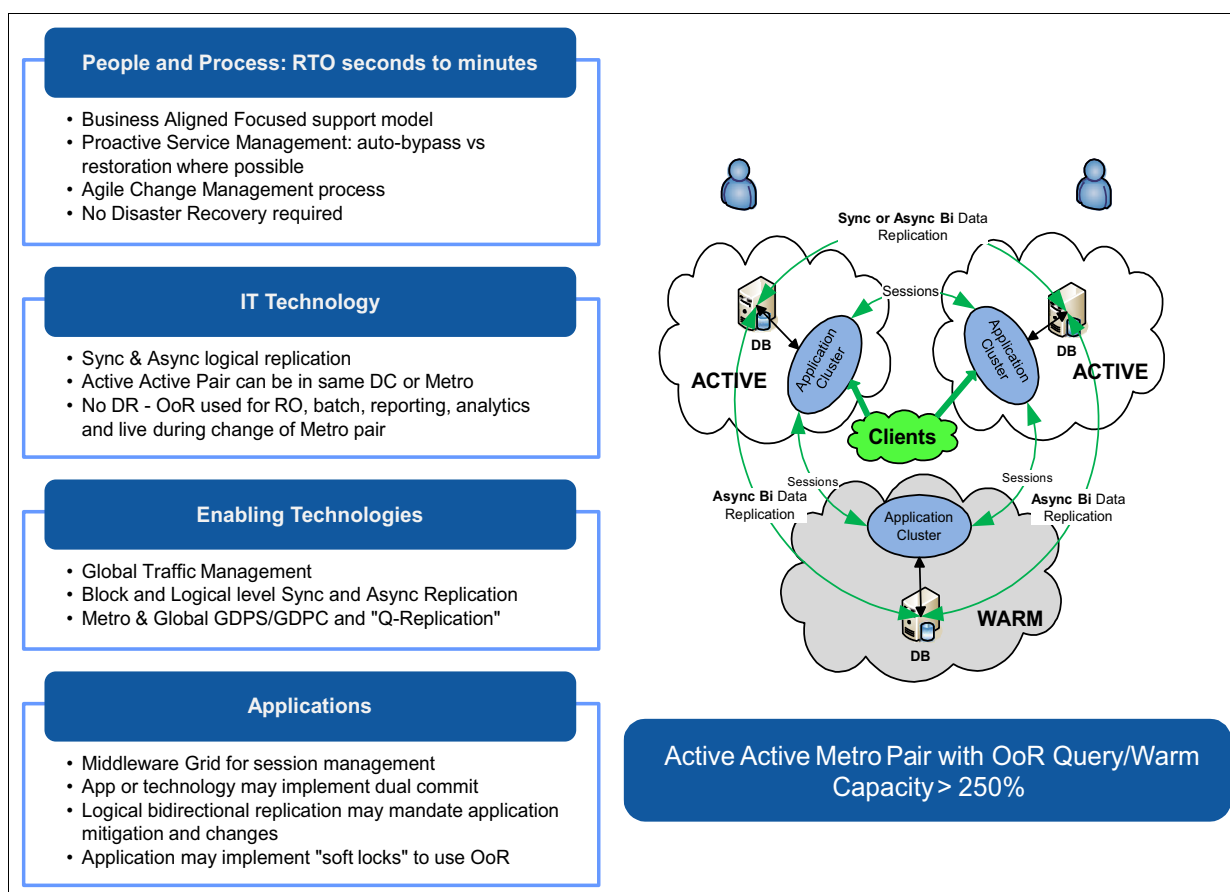 People and Process: RTO seconds to minutes
• Business Aligned Focused support model
• Proactive Service Management: auto-bypass vs
restoration where possible
• Agile Change Management process
• No Disaster Recovery required
IT Technology
• Sync & Async logical replication
• Active Active Pair can be in same DC or Metro
• No DR - OoR used for RO, batch, reporting, analytics
and live during change of Metro pair
Enabling Technologies
• Global Traffic Management
• Block and Logical level Sync and Async Replication
• Metro & Global GDPS/GDPC and "Q-Replication"
Applications
• Middleware Grid for session management
• App or technology may implement dual commit
• Logical bidirectional replication may mandate application
mitigation and changes
• Application may implement "soft locks" to use OoR
Sync or Async Bi Data
Replication
Sessions
DB
Application
Cluster
ACTIVE
Application
Cluster
DB
ACTIVE
Clients
Sessions
Async Bi Data
Replication
Sessions
Async Bi Data
Replication
Application
Cluster
WARM
DB
Active Active Metro Pair with OoR Query/Warm
Capacity > 250%